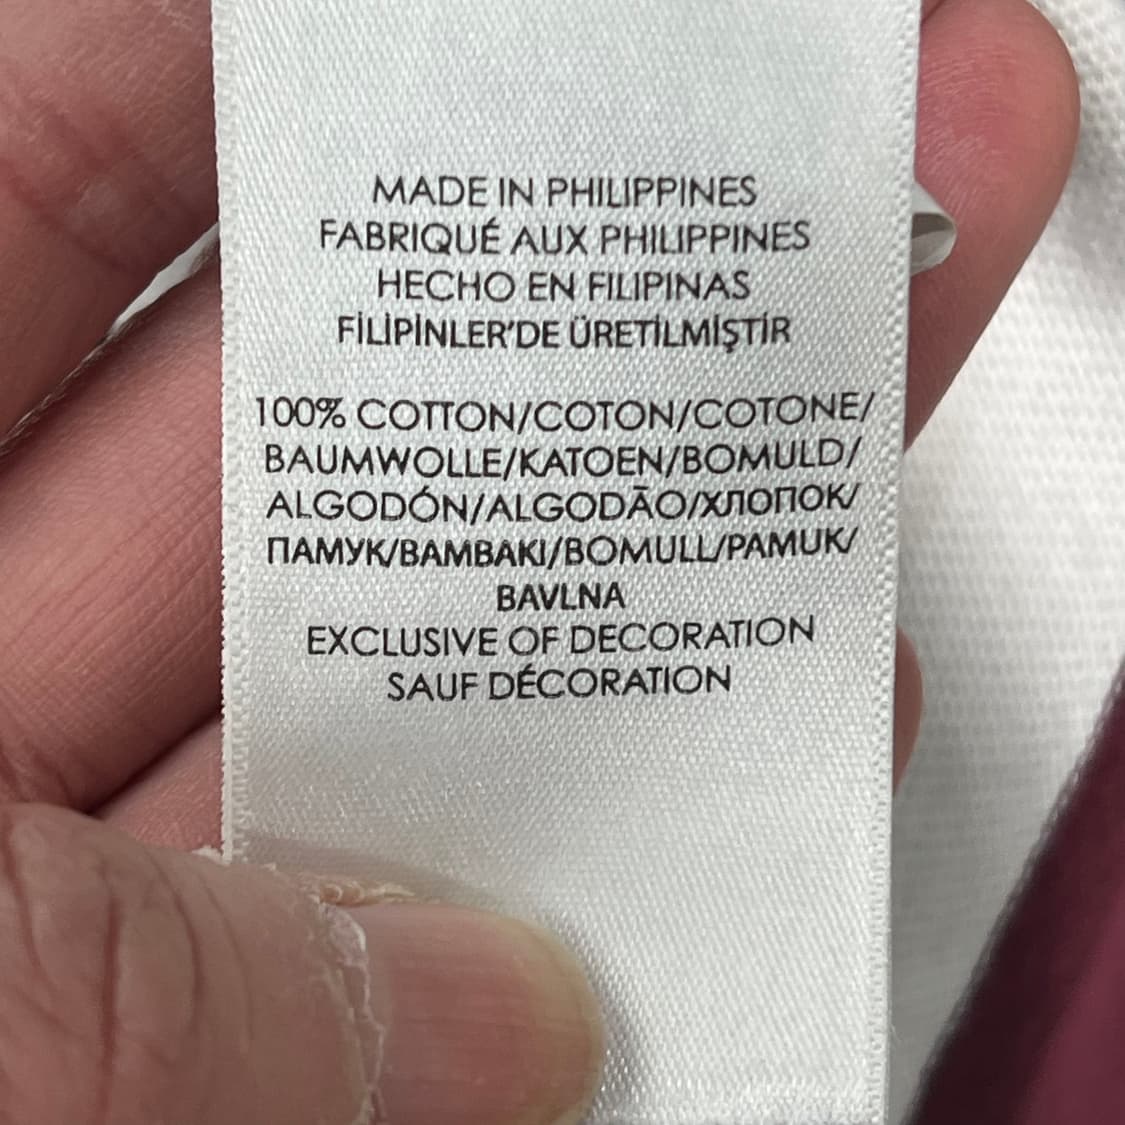 MADE IN PHILIPPINES
FABRIQUÉ AUX PHILIPPINES
HECHO EN FILIPINAS
FİLİPİNLER'DE ÜRETİLMİŞTİR
100% COTTON/COTON/COTONE/
BAUMWOLLE/KATOEN/BOMULD/
ALGODÓN/ALGODÃO/ХЛОПОК/
ПАМУК/BAMBAKI/BOMULL/PAMUK/
BAVLNA
EXCLUSIVE OF DECORATION
SAUF DÉCORATION